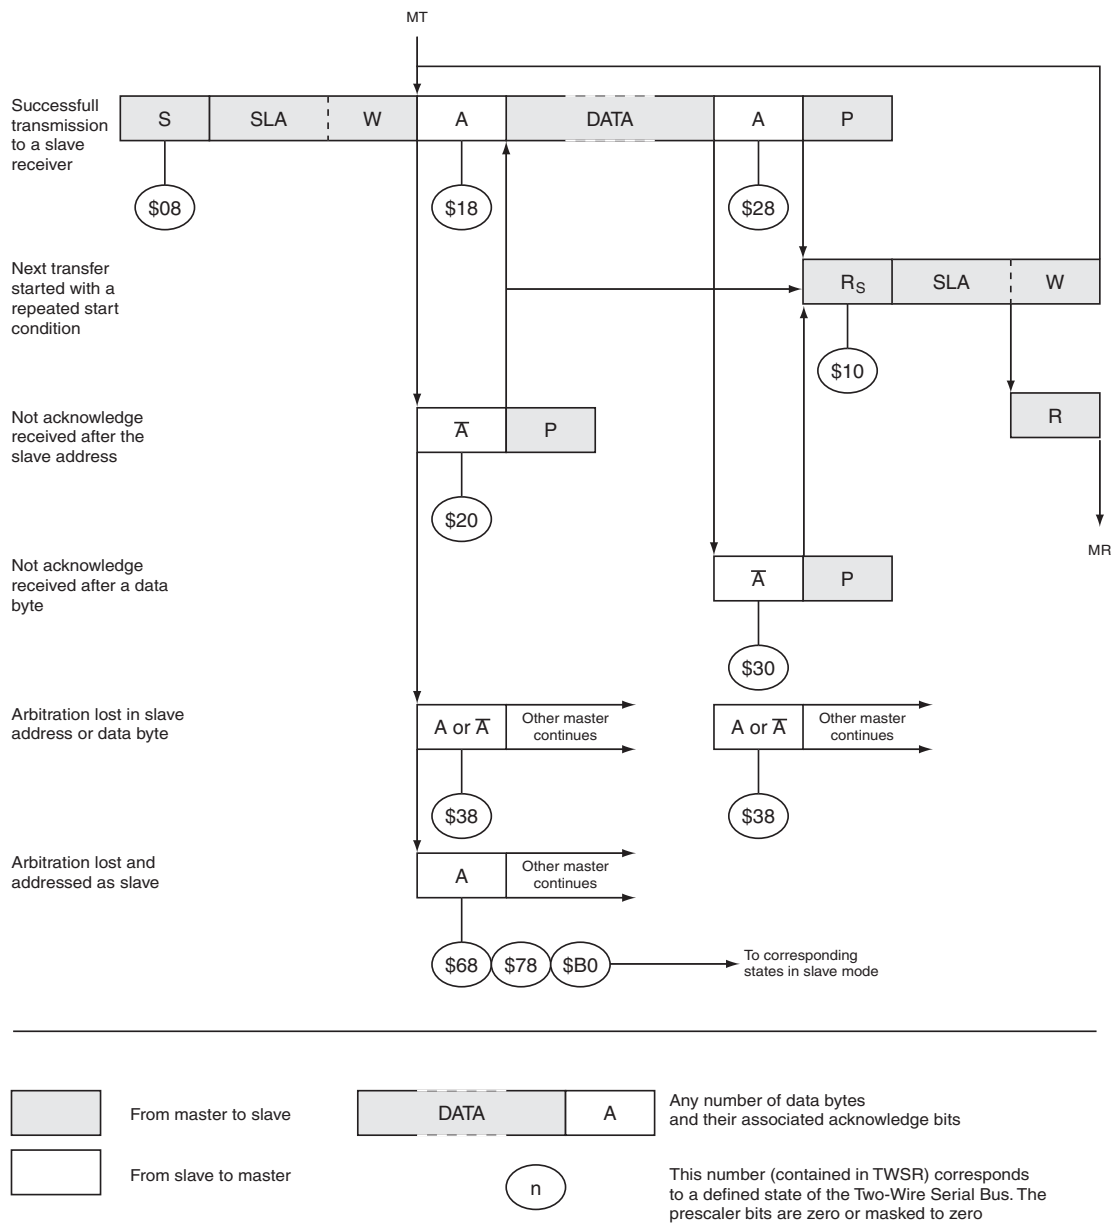 MT
Successfull
transmission
to a slave
receiver
S SLA W A DATA A P
$08 $18 $28
Next transfer
started with a
repeated start
condition
RS SLA W
$10
Not acknowledge
received after the
slave address
A̅ P
R
$20
MR
Not acknowledge
received after a data
byte
A̅ P
$30
Arbitration lost in slave
address or data byte
A or A̅
Other master
continues
A or A̅
Other master
continues
$38 $38
Arbitration lost and
addressed as slave
A
Other master
continues
$68 $78 $B0
To corresponding
states in slave mode
From master to slave
DATA A
Any number of data bytes
and their associated acknowledge bits
From slave to master
n
This number (contained in TWSR) corresponds
to a defined state of the Two-Wire Serial Bus. The
prescaler bits are zero or masked to zero